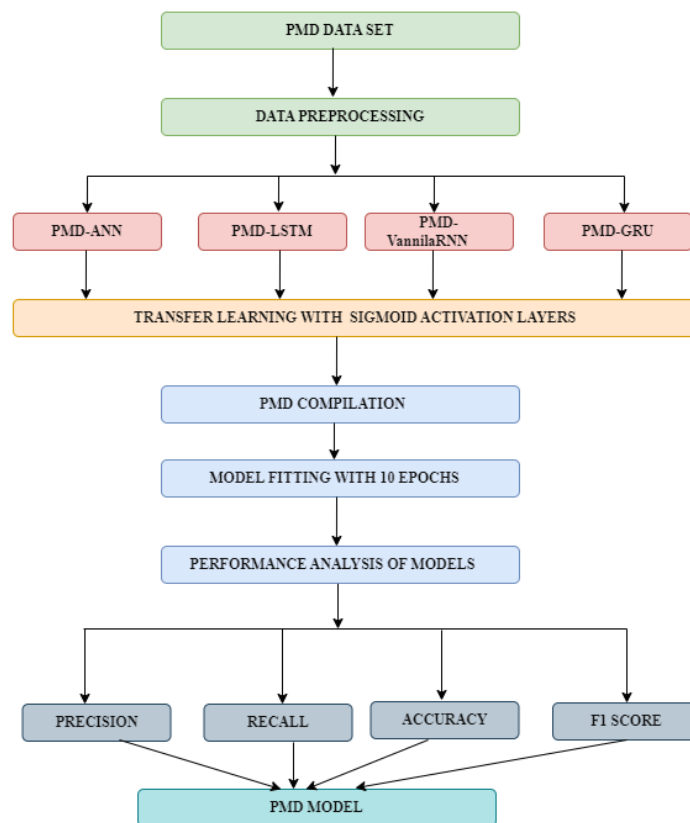 PMD DATA SET
DATA PREPROCESSING
PMD-ANN
PMD-LSTM
PMD-
VannilaRNN
PMD-GRU
TRANSFER LEARNING WITH SIGMOID ACTIVATION LAYERS
PMD COMPILATION
MODEL FITTING WITH 10 EPOCHS
PERFORMANCE ANALYSIS OF MODELS
PRECISION
RECALL
ACCURACY
F1 SCORE
PMD MODEL